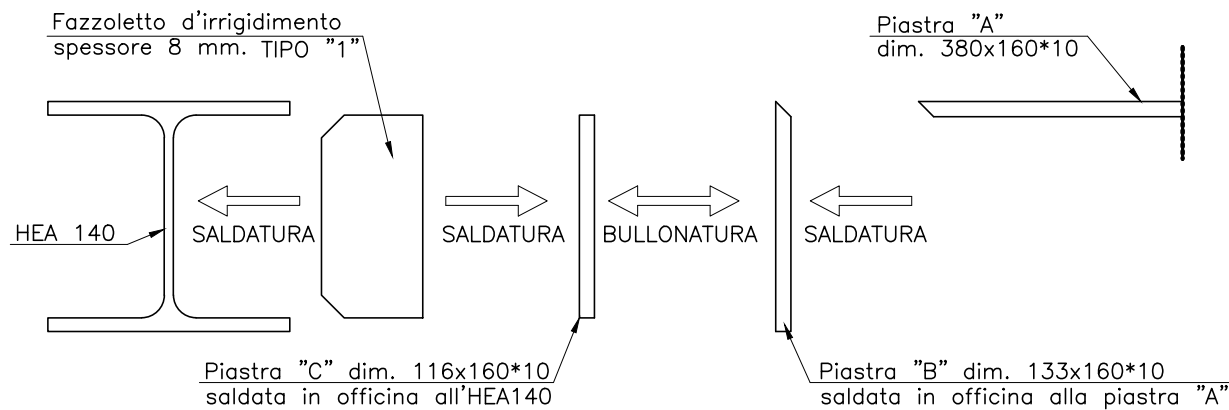 Fazzoletto d'irrigidimento
spessore 8 mm. TIPO "1"
Piastra "A"
dim. 380x160*10
HEA 140
SALDATURA
SALDATURA
BULLONATURA
SALDATURA
Piastra "C" dim. 116x160*10
saldata in officina all'HEA140
Piastra "B" dim. 133x160*10
saldata in officina alla piastra "A"